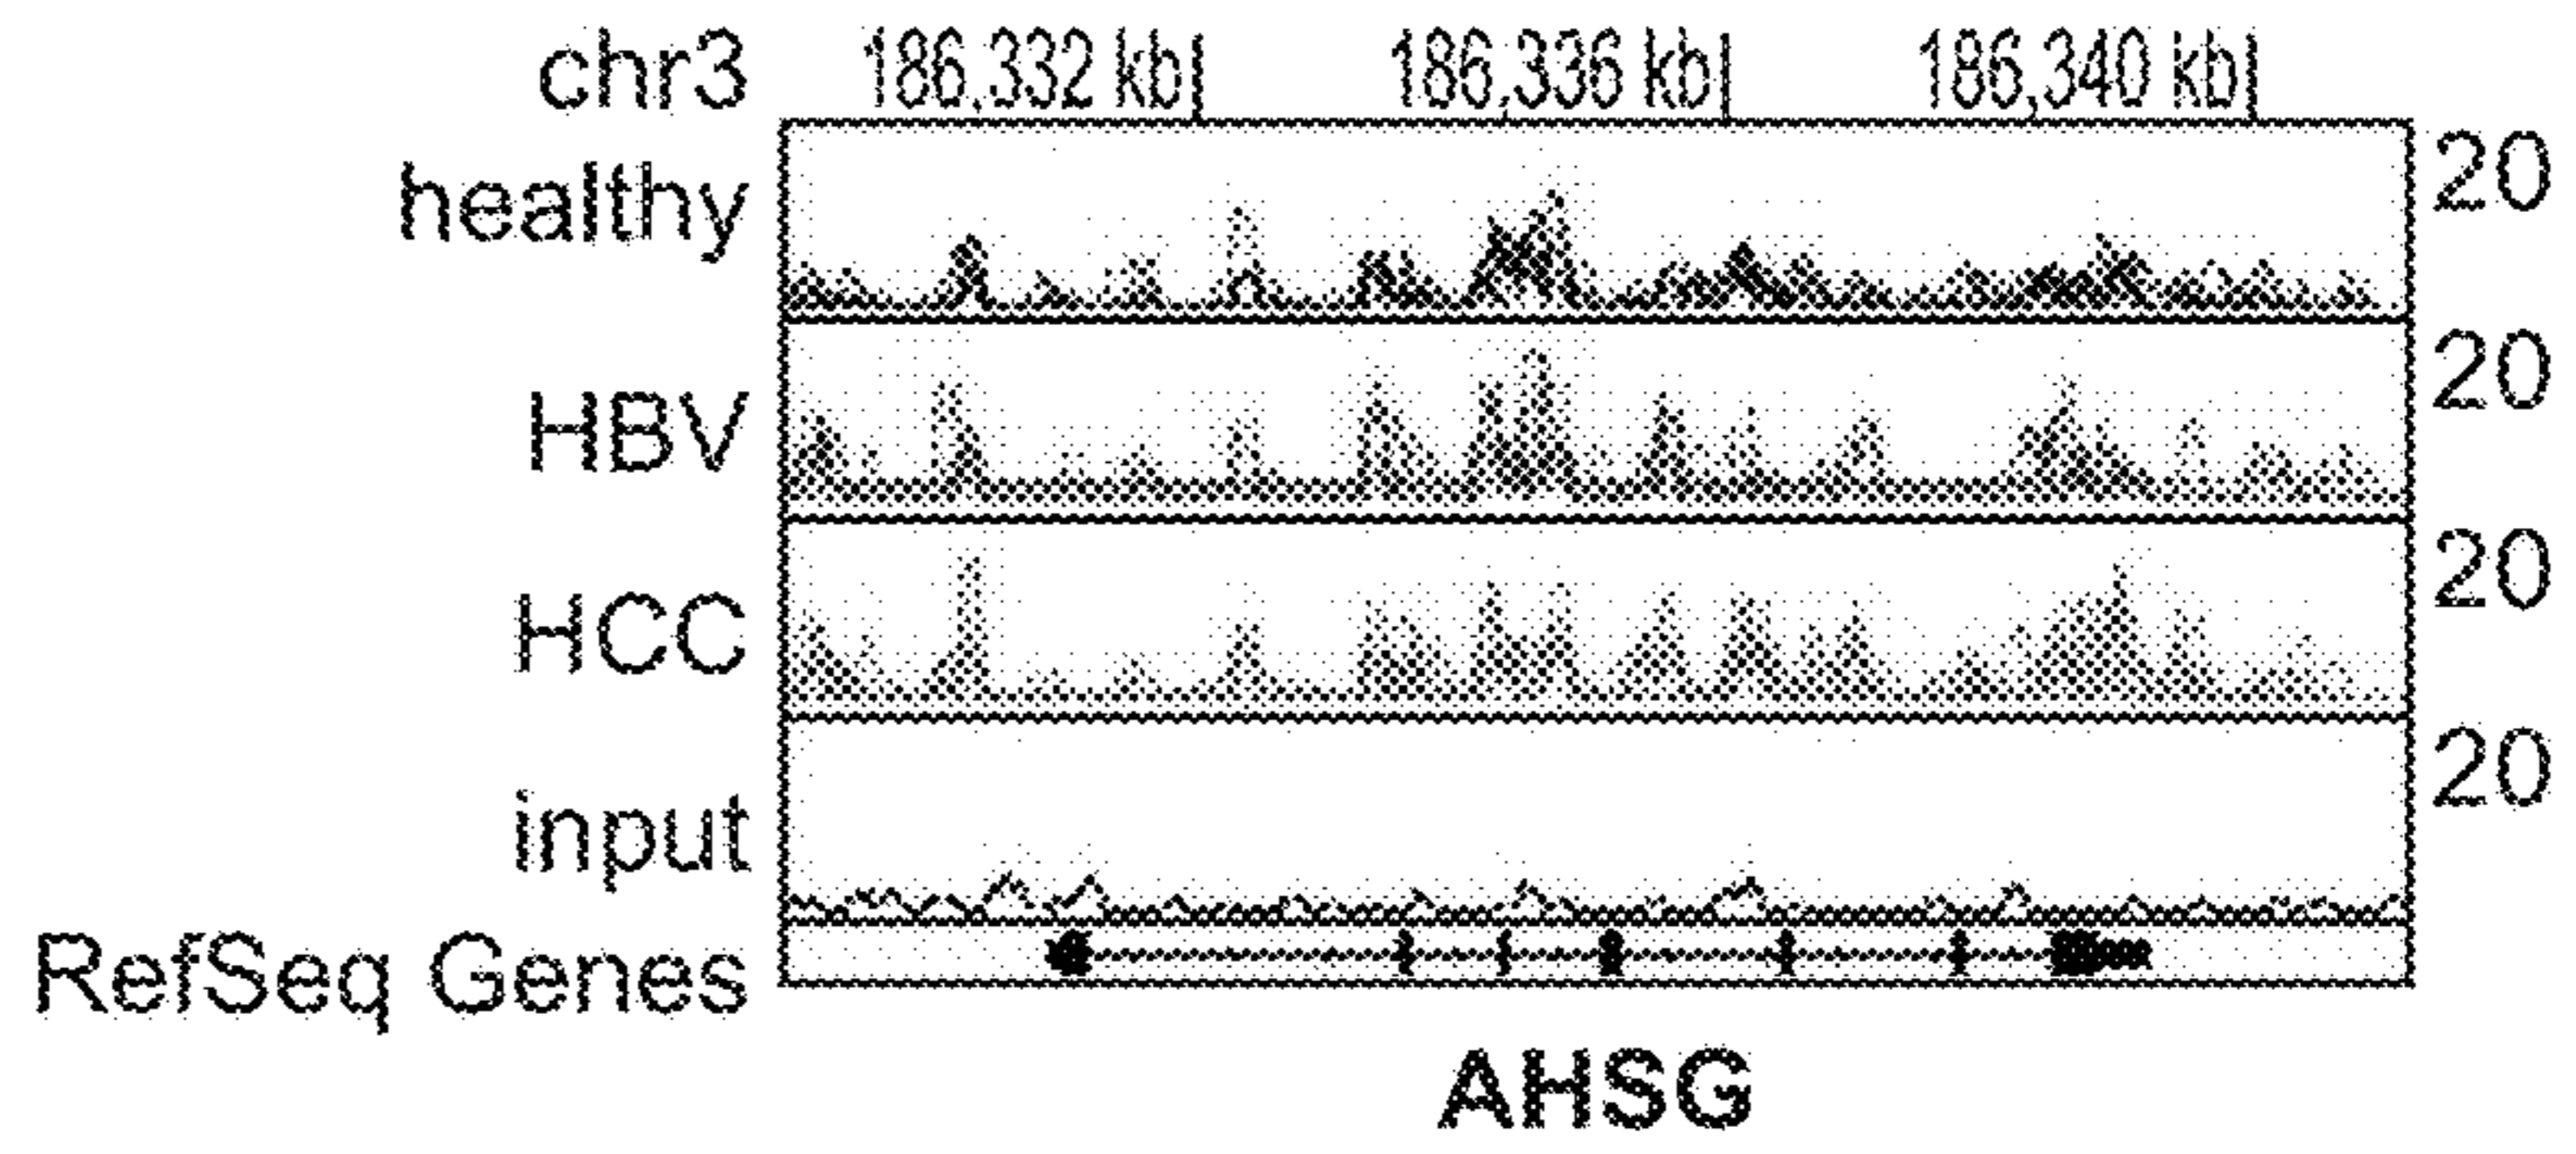 chr3 186,332 kb 186,336 kb 186,340 kb
healthy 20
HBV 20
HCC 20
input 20
RefSeq Genes
AHSG